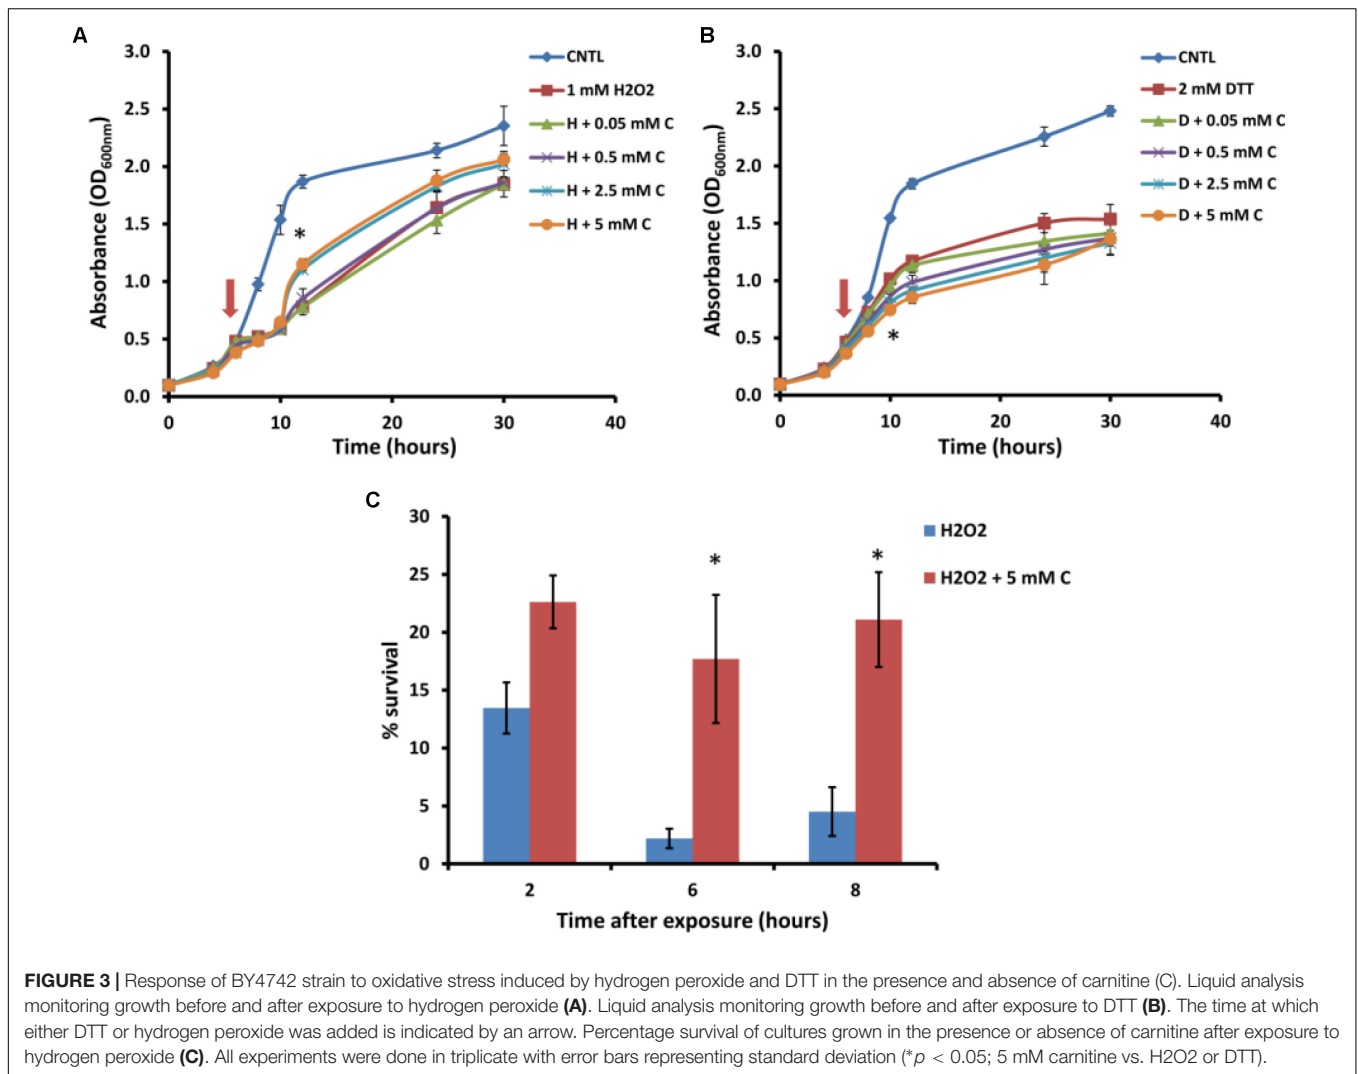 A
3.0
2.5
2.0
1.5
1.0
0.5
0.0
Absorbance (OD600nm)
*
0
10
20
30
40
Time (hours)
CNTL
1 mM H2O2
H + 0.05 mM C
H + 0.5 mM C
H + 2.5 mM C
H + 5 mM C
B
3.0
2.5
2.0
1.5
1.0
0.5
0.0
Absorbance (OD600nm)
*
0
10
20
30
40
Time (hours)
CNTL
2 mM DTT
D + 0.05 mM C
D + 0.5 mM C
D + 2.5 mM C
D + 5 mM C
C
30
25
20
15
10
5
0
% survival
*
*
2
6
8
Time after exposure (hours)
H2O2
H2O2 + 5 mM C
FIGURE 3 | Response of BY4742 strain to oxidative stress induced by hydrogen peroxide and DTT in the presence and absence of carnitine (C). Liquid analysis
monitoring growth before and after exposure to hydrogen peroxide (A). Liquid analysis monitoring growth before and after exposure to DTT (B). The time at which
either DTT or hydrogen peroxide was added is indicated by an arrow. Percentage survival of cultures grown in the presence or absence of carnitine after exposure to
hydrogen peroxide (C). All experiments were done in triplicate with error bars representing standard deviation (*p < 0.05; 5 mM carnitine vs. H2O2 or DTT).